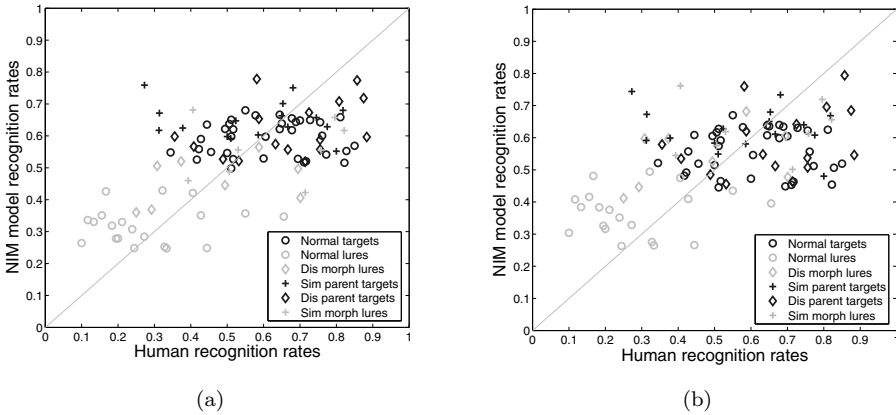 1
0.9
0.8
0.7
0.6
0.5
0.4
0.3
0.2
0.1
0
NIM model recognition rates
0 0.1 0.2 0.3 0.4 0.5 0.6 0.7 0.8 0.9 1
Human recognition rates
Normal targets
Normal lures
Dis morph lures
Sim parent targets
Dis parent targets
Sim morph lures
(a)
1
0.9
0.8
0.7
0.6
0.5
0.4
0.3
0.2
0.1
0
NIM model recognition rates
0 0.1 0.2 0.3 0.4 0.5 0.6 0.7 0.8 0.9 1
Human recognition rates
Normal targets
Normal lures
Dis morph lures
Sim parent targets
Dis parent targets
Sim morph lures
(b)